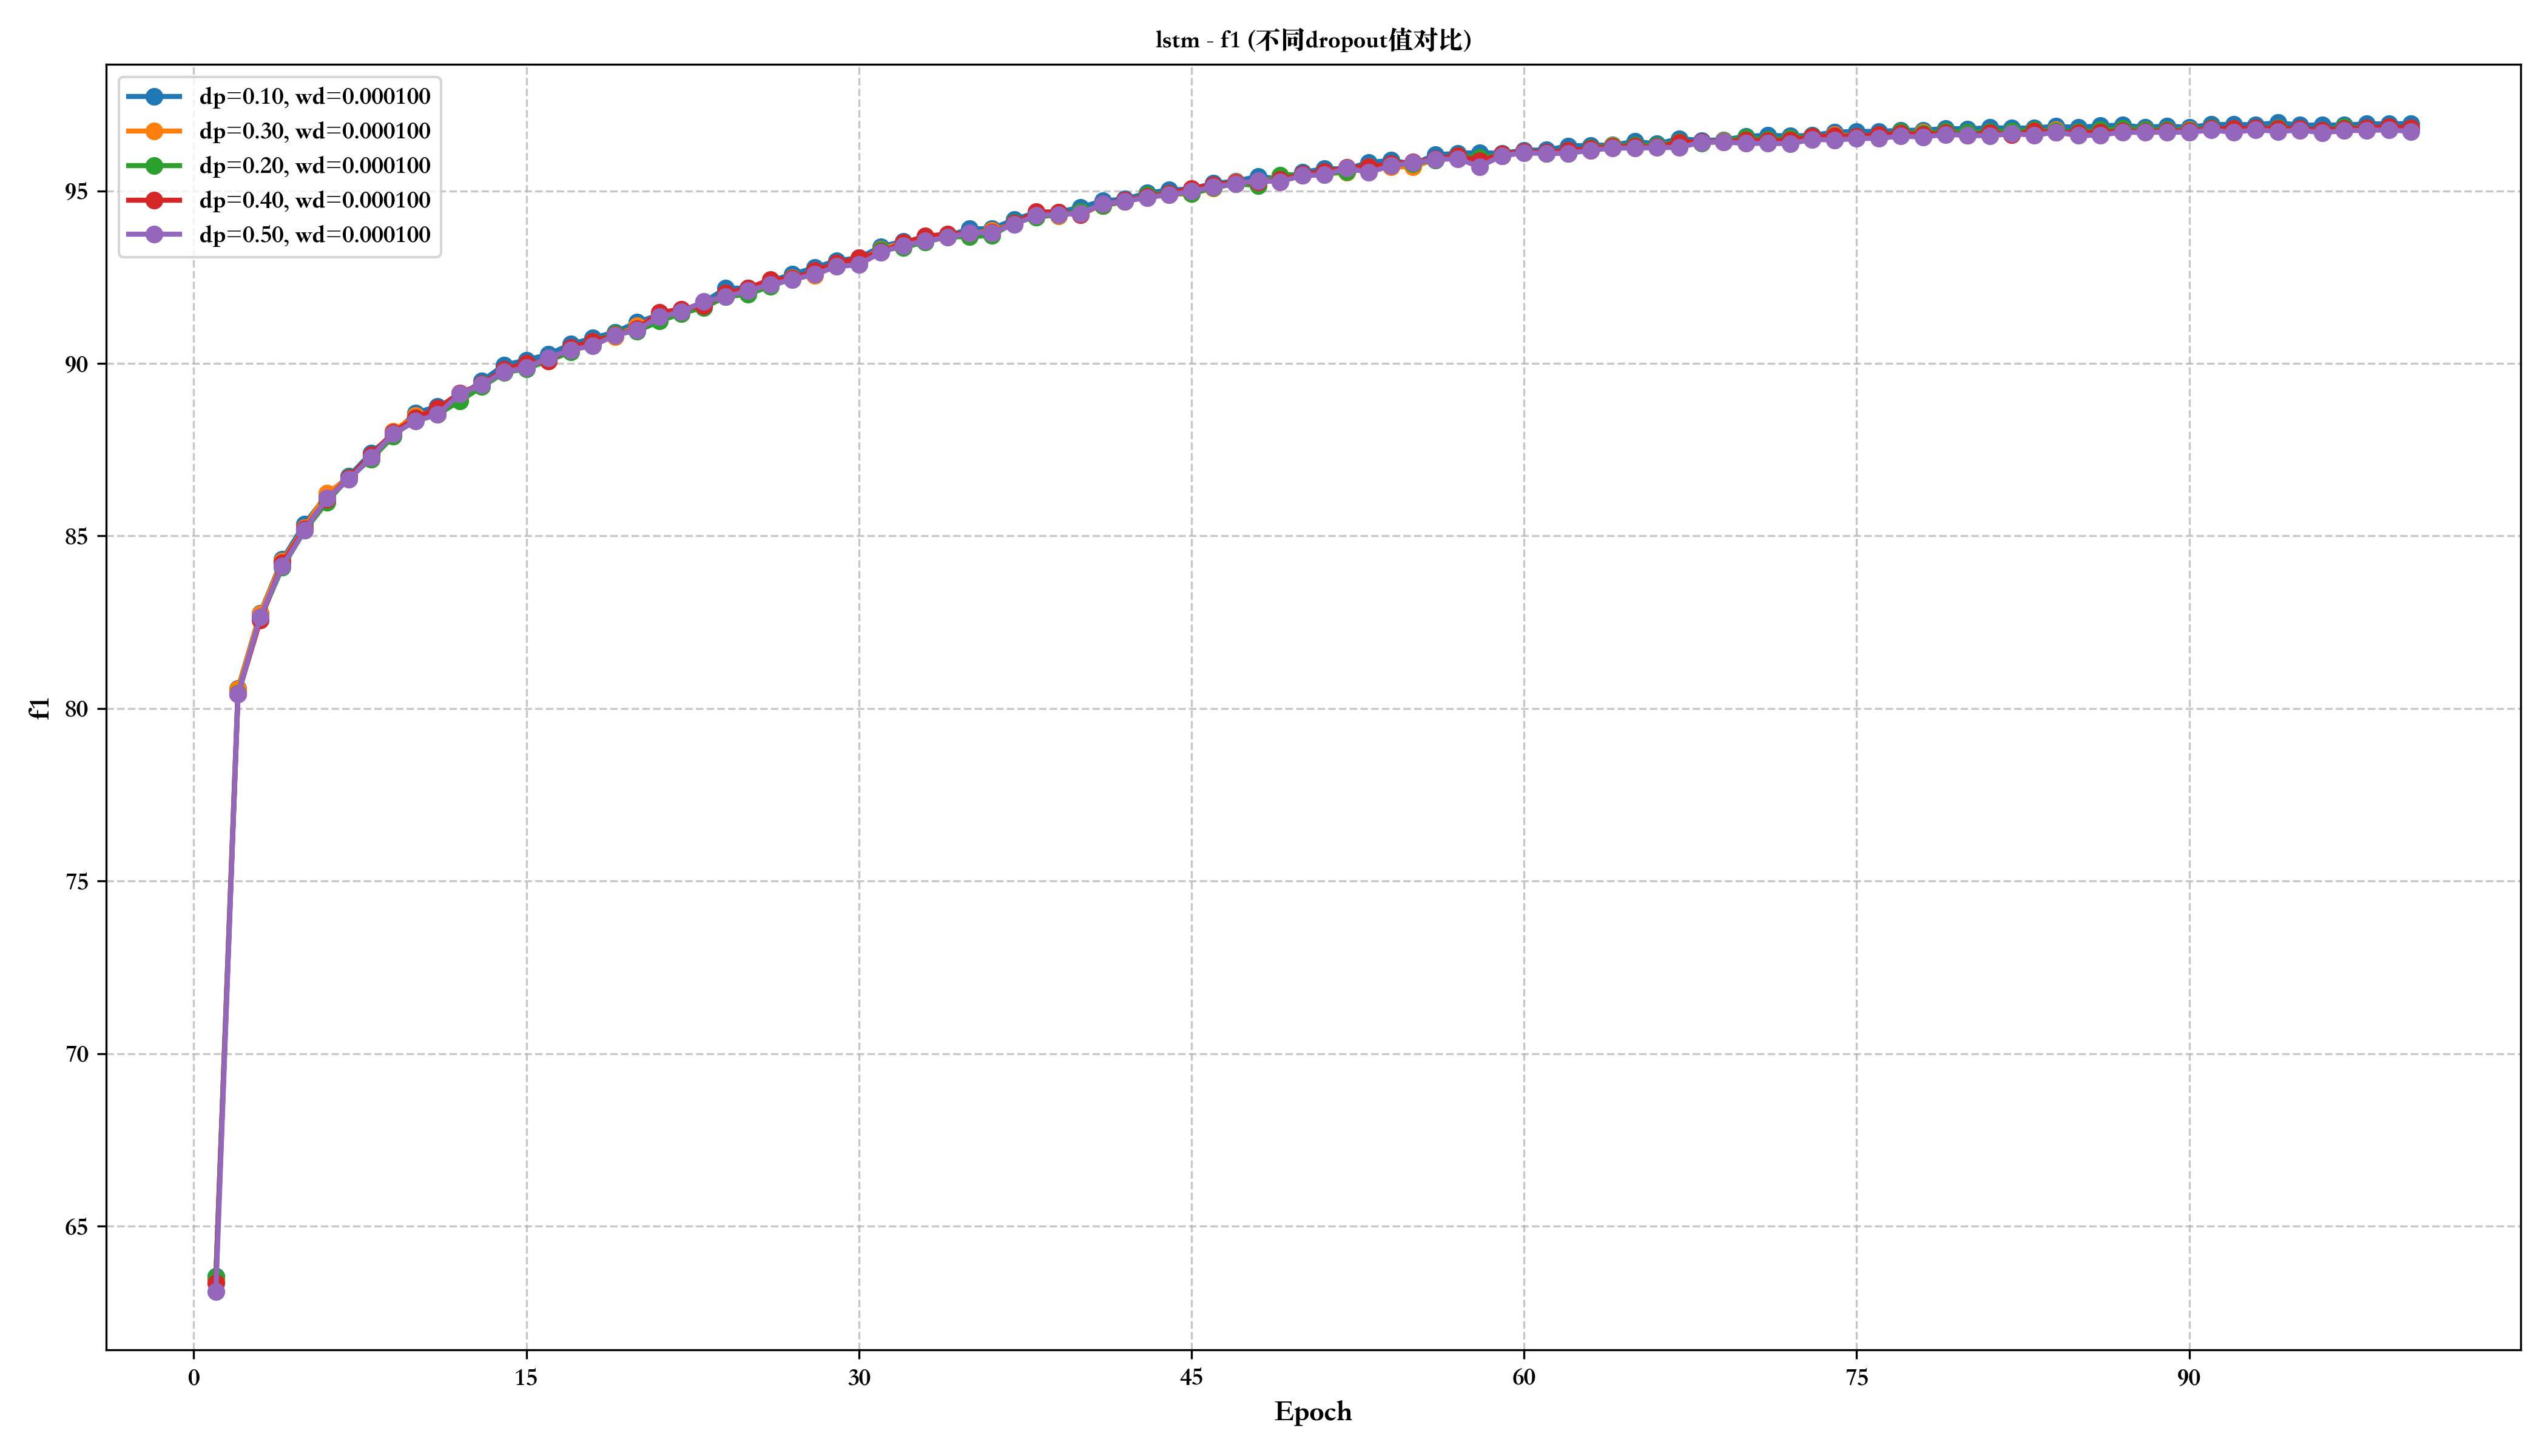 lstm - f1 (不同dropout值对比)
dp=0.10, wd=0.000100
dp=0.30, wd=0.000100
dp=0.20, wd=0.000100
dp=0.40, wd=0.000100
dp=0.50, wd=0.000100
95
90
85
80
75
70
65
f1
0 15 30 45 60 75 90
Epoch